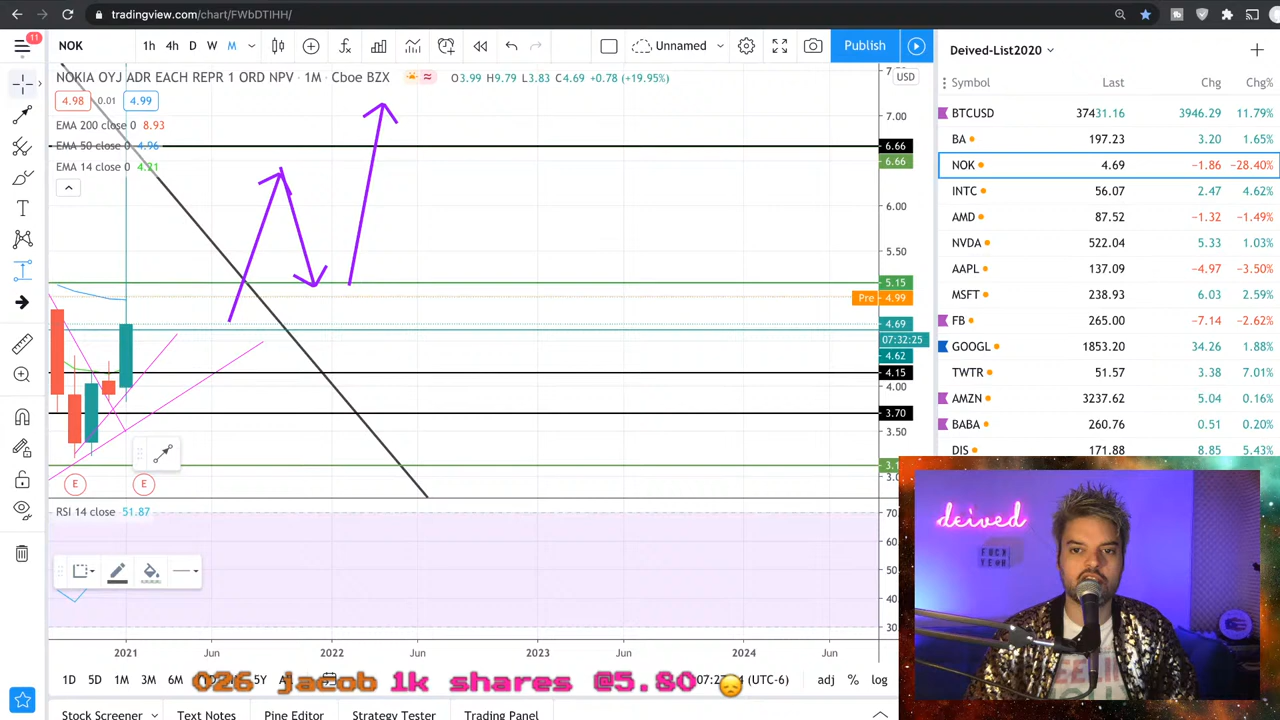 tradingview.com/chart/FWbDTIHH/
11
NOK
1h 4h D W M
Unnamed
Publish
Deived-List2020
NOKIA OYJ ADR EACH REPR 1 ORD NPV · 1M · Cboe BZX
O3.99 H9.79 L3.83 C4.69 +0.78 (+19.95%)
4.98 0.01 4.99
EMA 200 close 0 8.93
EMA 50 close 0 4.96
EMA 14 close 0 4.21
USD
7.00
6.66
6.66
6.00
5.50
5.15
Pre 4.99
4.69
07:32:25
4.62
4.15
4.00
3.70
3.50
E E
RSI 14 close 51.87
70
60
50
40
30
2021 Jun 2022 Jun 2023 Jun 2024 Jun
1D 5D 1M 3M 6M
(UTC-6)
adj % log
026 jacob 1k shares @5.80
Stock Screener Text Notes Pine Editor Strategy Tester Trading Panel
Symbol Last Chg Chg%
BTCUSD 37431.16 3946.29 11.79%
BA 197.23 3.20 1.65%
NOK 4.69 −1.86 −28.40%
INTC 56.07 2.47 4.62%
AMD 87.52 −1.32 −1.49%
NVDA 522.04 5.33 1.03%
AAPL 137.09 −4.97 −3.50%
MSFT 238.93 6.03 2.59%
FB 265.00 −7.14 −2.62%
GOOGL 1853.20 34.26 1.88%
TWTR 51.57 3.38 7.01%
AMZN 3237.62 5.04 0.16%
BABA 260.76 0.51 0.20%
DIS 171.88 8.85 5.43%
deived